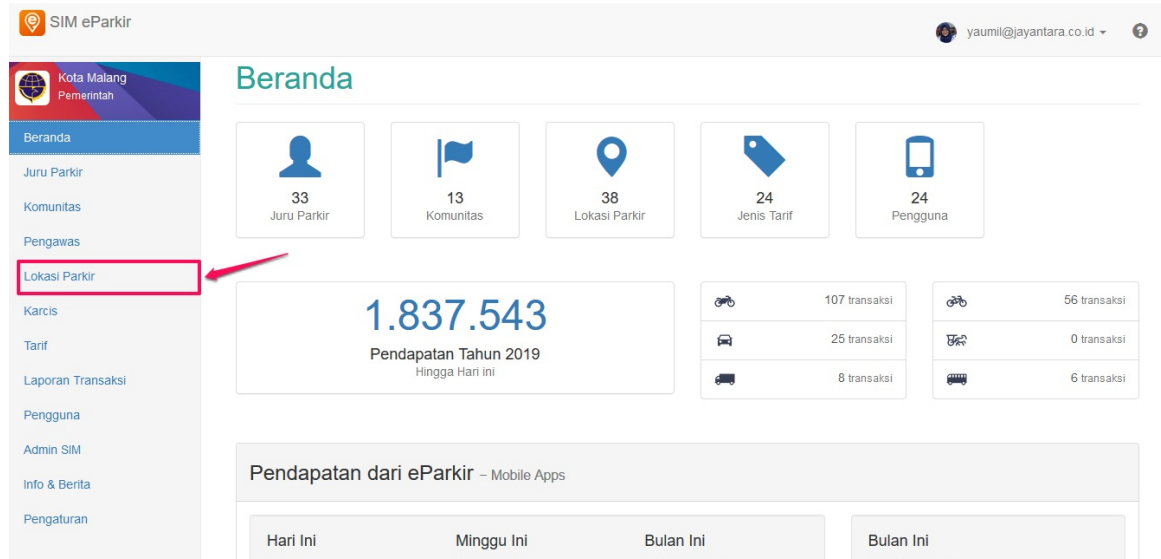 SIM eParkir
yaumil@jayantara.co.id
Kota Malang
Pemerintah
Beranda
Juru Parkir
Komunitas
Pengawas
Lokasi Parkir
Karcis
Tarif
Laporan Transaksi
Pengguna
Admin SIM
Info & Berita
Pengaturan
Beranda
33
Juru Parkir
13
Komunitas
38
Lokasi Parkir
24
Jenis Tarif
24
Pengguna
1.837.543
Pendapatan Tahun 2019
Hingga Hari ini
107 transaksi
25 transaksi
8 transaksi
56 transaksi
0 transaksi
6 transaksi
Pendapatan dari eParkir – Mobile Apps
Hari Ini
Minggu Ini
Bulan Ini
Bulan Ini